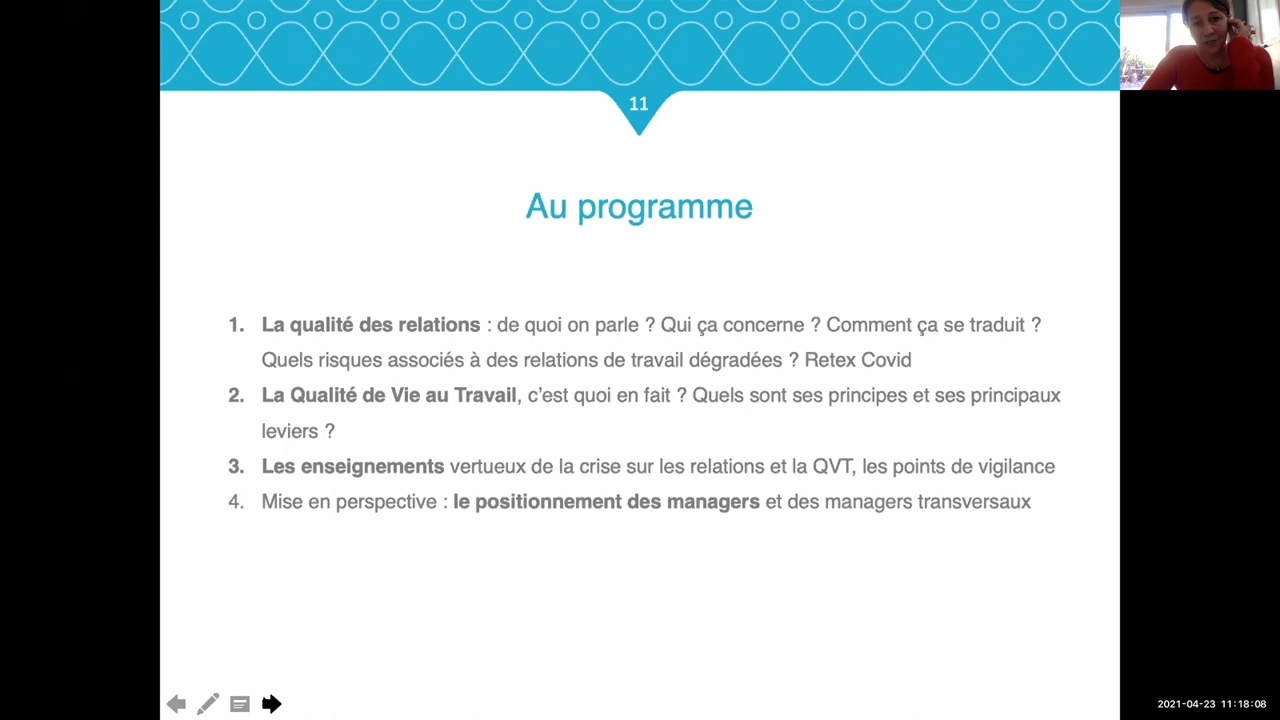 11
Au programme
1. La qualité des relations : de quoi on parle ? Qui ça concerne ? Comment ça se traduit ?
Quels risques associés à des relations de travail dégradées ? Retex Covid
2. La Qualité de Vie au Travail, c’est quoi en fait ? Quels sont ses principes et ses principaux
leviers ?
3. Les enseignements vertueux de la crise sur les relations et la QVT, les points de vigilance
4. Mise en perspective : le positionnement des managers et des managers transversaux
2021-04-23 11:18:08